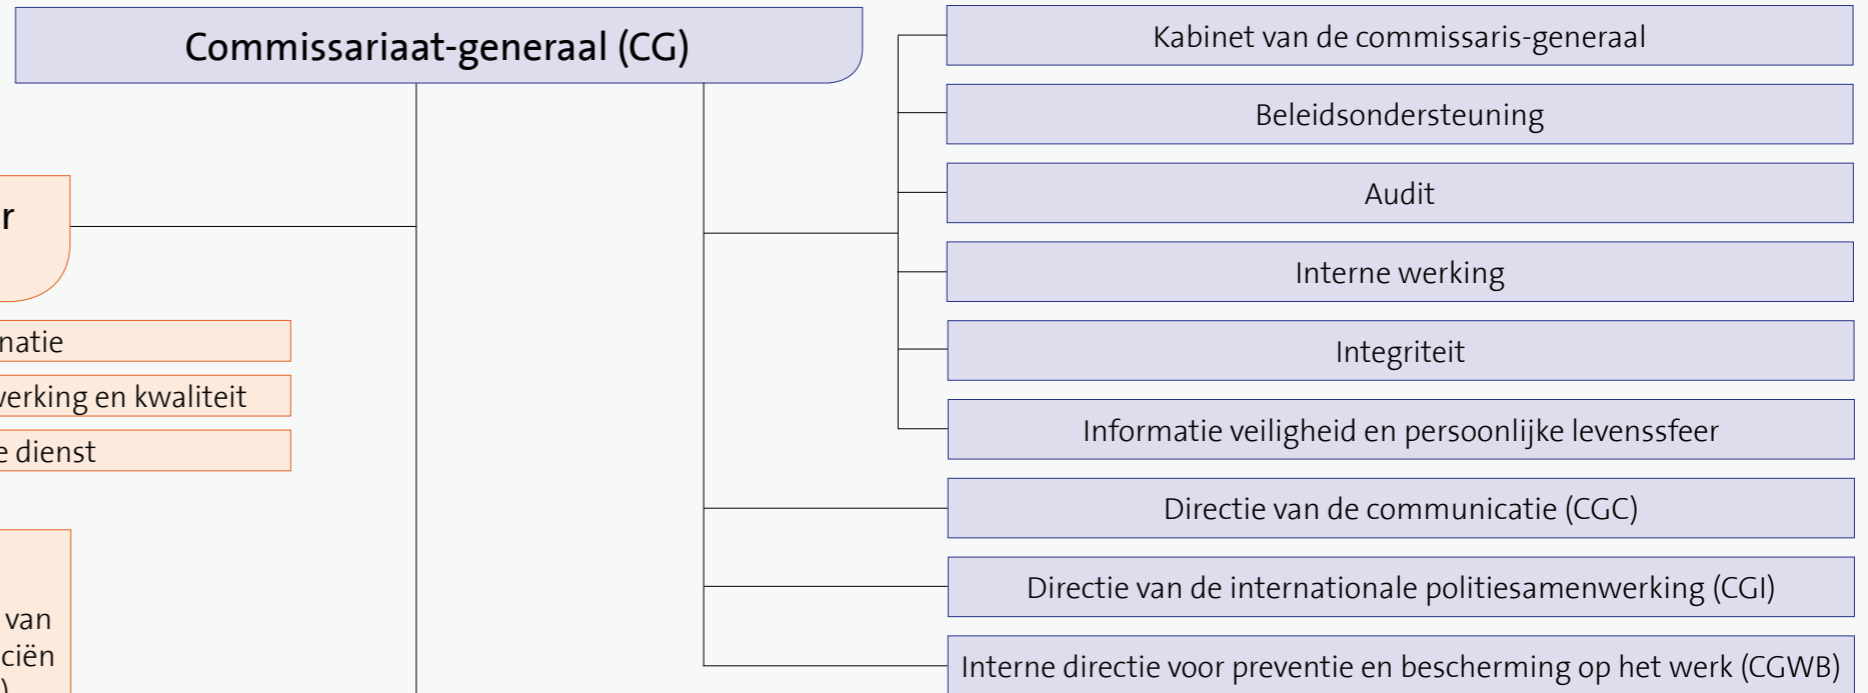 Commissariaat-generaal (CG)
Kabinet van de commissaris-generaal
Beleidsondersteuning
Audit
Interne werking
Integriteit
Informatie veiligheid en persoonlijke levenssfeer
Directie van de communicatie (CGC)
Directie van de internationale politiesamenwerking (CGI)
Interne directie voor preventie en bescherming op het werk (CGWB)
r
natie
werking en kwaliteit
e dienst
van
ciën
)